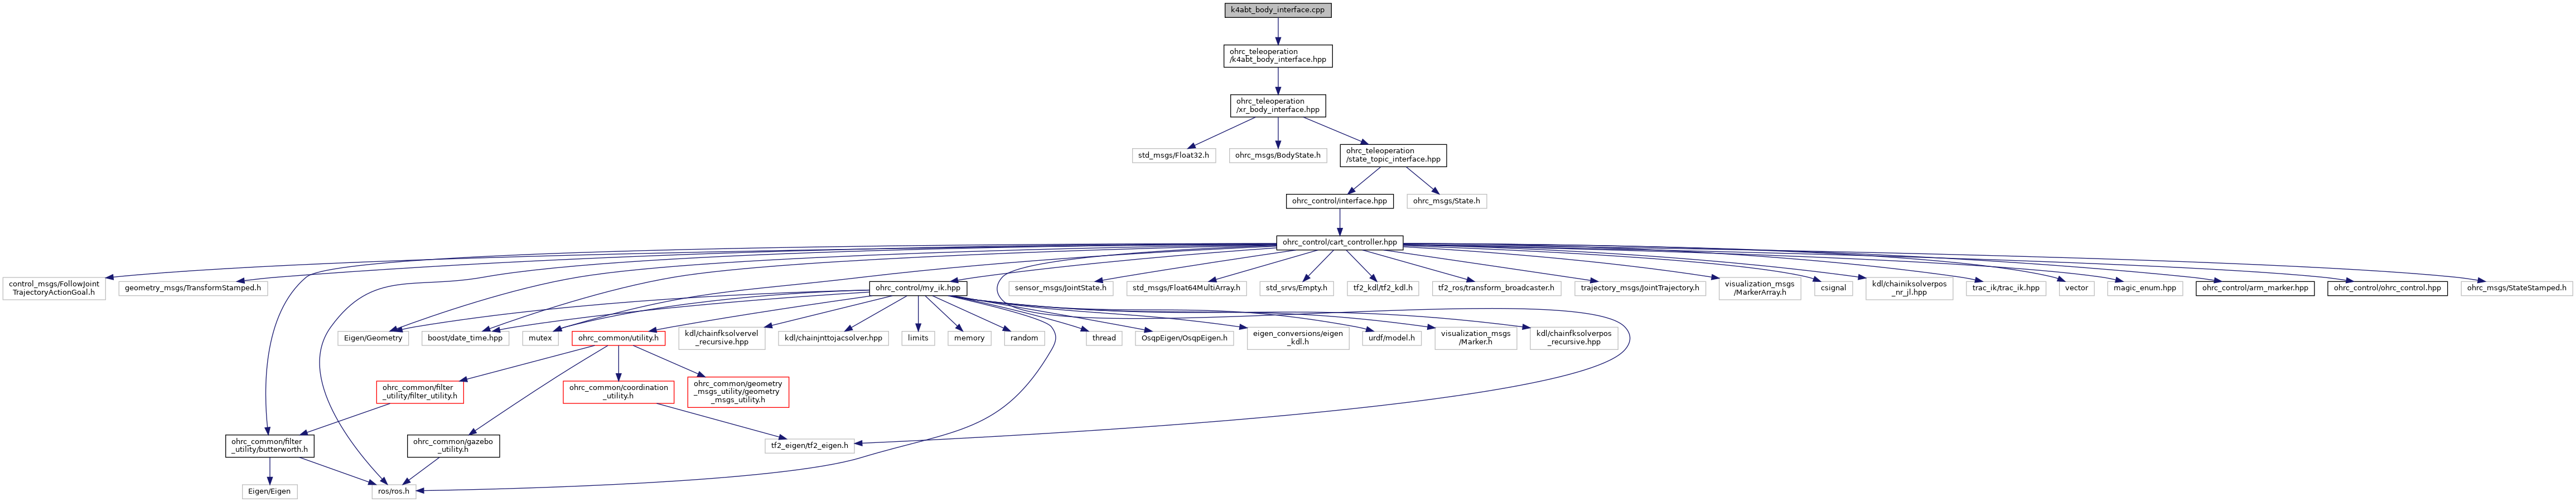 k4abt_body_interface.cpp
ohrc_teleoperation
/k4abt_body_interface.hpp
ohrc_teleoperation
/xr_body_interface.hpp
std_msgs/Float32.h
ohrc_msgs/BodyState.h
ohrc_teleoperation
/state_topic_interface.hpp
ohrc_control/interface.hpp
ohrc_msgs/State.h
ohrc_control/cart_controller.hpp
control_msgs/FollowJoint
TrajectoryActionGoal.h
geometry_msgs/TransformStamped.h
ohrc_control/my_ik.hpp
sensor_msgs/JointState.h
std_msgs/Float64MultiArray.h
std_srvs/Empty.h
tf2_kdl/tf2_kdl.h
tf2_ros/transform_broadcaster.h
trajectory_msgs/JointTrajectory.h
visualization_msgs
/MarkerArray.h
csignal
kdl/chainiksolverpos
_nr_jl.hpp
trac_ik/trac_ik.hpp
vector
magic_enum.hpp
ohrc_control/arm_marker.hpp
ohrc_control/ohrc_control.hpp
ohrc_msgs/StateStamped.h
Eigen/Geometry
boost/date_time.hpp
mutex
ohrc_common/utility.h
kdl/chainfksolvervel
_recursive.hpp
kdl/chainjnttojacsolver.hpp
limits
memory
random
thread
OsqpEigen/OsqpEigen.h
eigen_conversions/eigen
_kdl.h
urdf/model.h
visualization_msgs
/Marker.h
kdl/chainfksolverpos
_recursive.hpp
ohrc_common/filter
_utility/filter_utility.h
ohrc_common/coordination
_utility.h
ohrc_common/geometry
_msgs_utility/geometry
_msgs_utility.h
ohrc_common/filter
_utility/butterworth.h
ohrc_common/gazebo
_utility.h
tf2_eigen/tf2_eigen.h
Eigen/Eigen
ros/ros.h